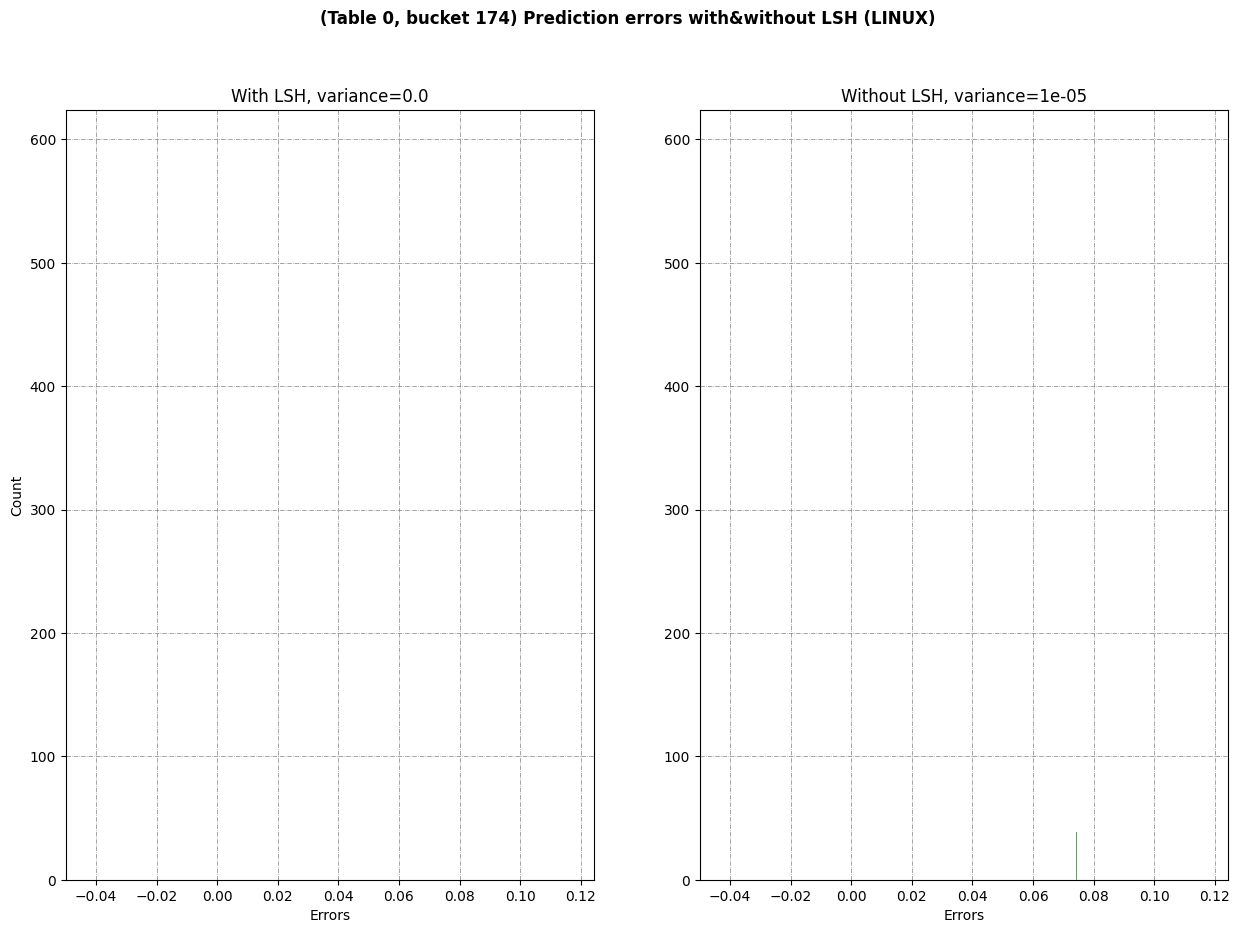 (Table 0, bucket 174) Prediction errors with&without LSH (LINUX)
With LSH, variance=0.0
600
500
400
300
200
100
0
Count
−0.04 −0.02 0.00 0.02 0.04 0.06 0.08 0.10 0.12
Errors
Without LSH, variance=1e-05
600
500
400
300
200
100
0
−0.04 −0.02 0.00 0.02 0.04 0.06 0.08 0.10 0.12
Errors